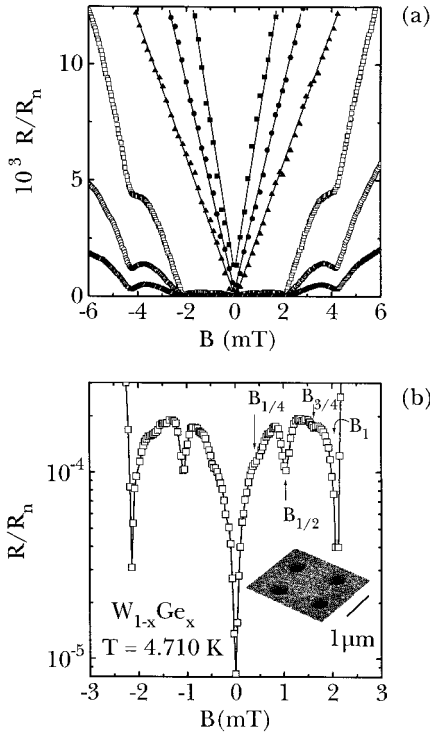 (a)
10
5
0
10³ R/Rₙ
-6 -4 -2 0 2 4 6
B (mT)
(b)
B1/4
B3/4
B1
B1/2
10⁻⁴
10⁻⁵
R/Rₙ
W1-xGex
T = 4.710 K
1μm
-3 -2 -1 0 1 2 3
B(mT)